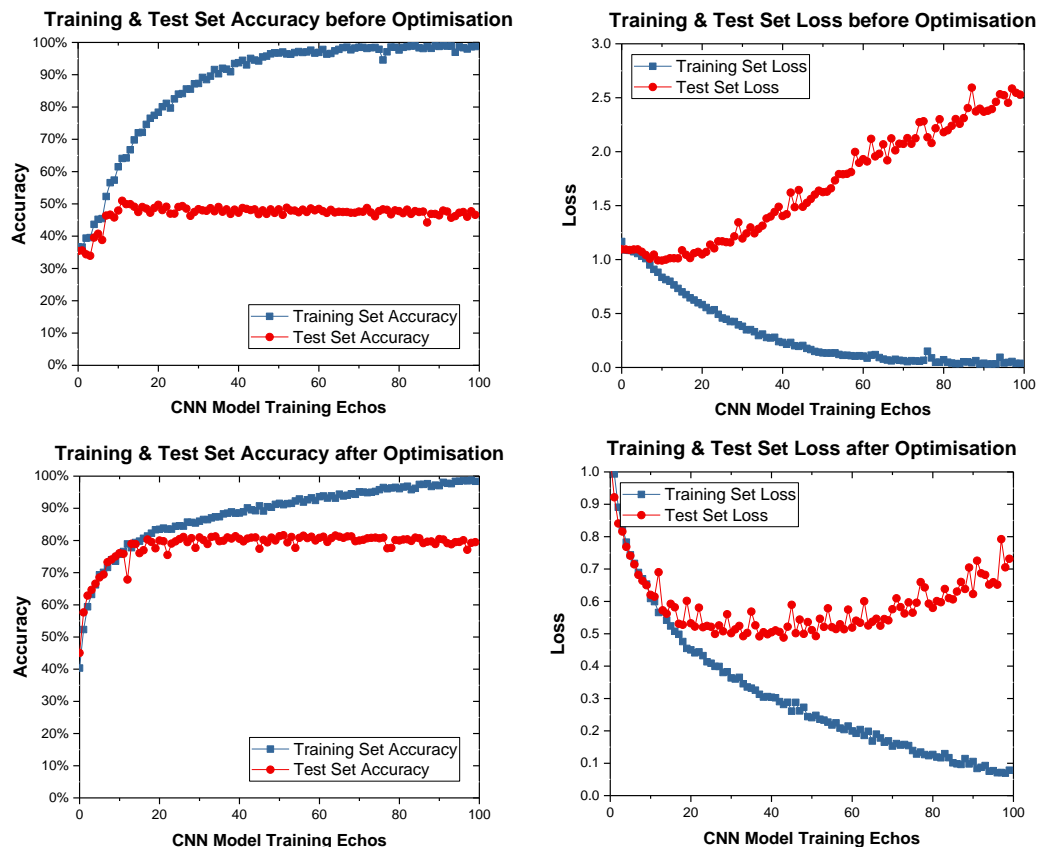 Training & Test Set Accuracy before Optimisation
100%
90%
80%
70%
60%
50%
40%
30%
20%
10%
0%
Accuracy
Training Set Accuracy
Test Set Accuracy
0 20 40 60 80 100
CNN Model Training Echos
Training & Test Set Loss before Optimisation
3.0
2.5
2.0
1.5
1.0
0.5
0.0
Loss
Training Set Loss
Test Set Loss
0 20 40 60 80 100
CNN Model Training Echos
Training & Test Set Accuracy after Optimisation
100%
90%
80%
70%
60%
50%
40%
30%
20%
10%
0%
Accuracy
Training Set Accuracy
Test Set Accuracy
0 20 40 60 80 100
CNN Model Training Echos
Training & Test Set Loss after Optimisation
1.0
0.9
0.8
0.7
0.6
0.5
0.4
0.3
0.2
0.1
0.0
Loss
Training Set Loss
Test Set Loss
0 20 40 60 80 100
CNN Model Training Echos